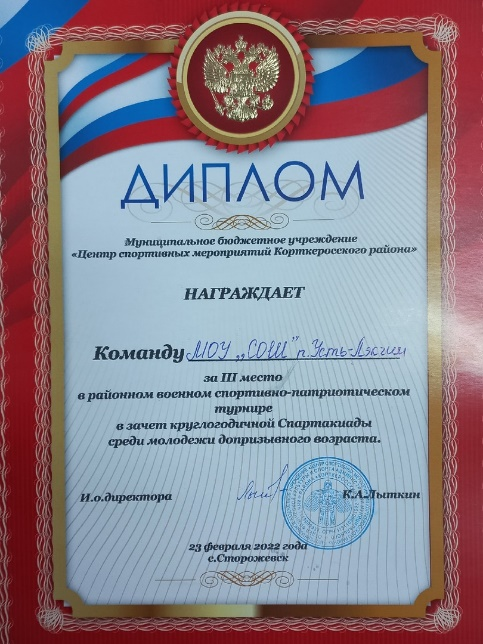 ДИПЛОМ
Муниципальное бюджетное учреждение
«Центр спортивных мероприятий Корткеросского района»
НАГРАЖДАЕТ
Команду МОУ „СОШ" п. Усть-Лэкчим
за III место
в районном военном спортивно-патриотическом
турнире
в зачет круглогодичной Спартакиады
среди молодежи допризывного возраста.
И.о.директора К.А.Лыткин
23 февраля 2022 года
с.Сторожевск